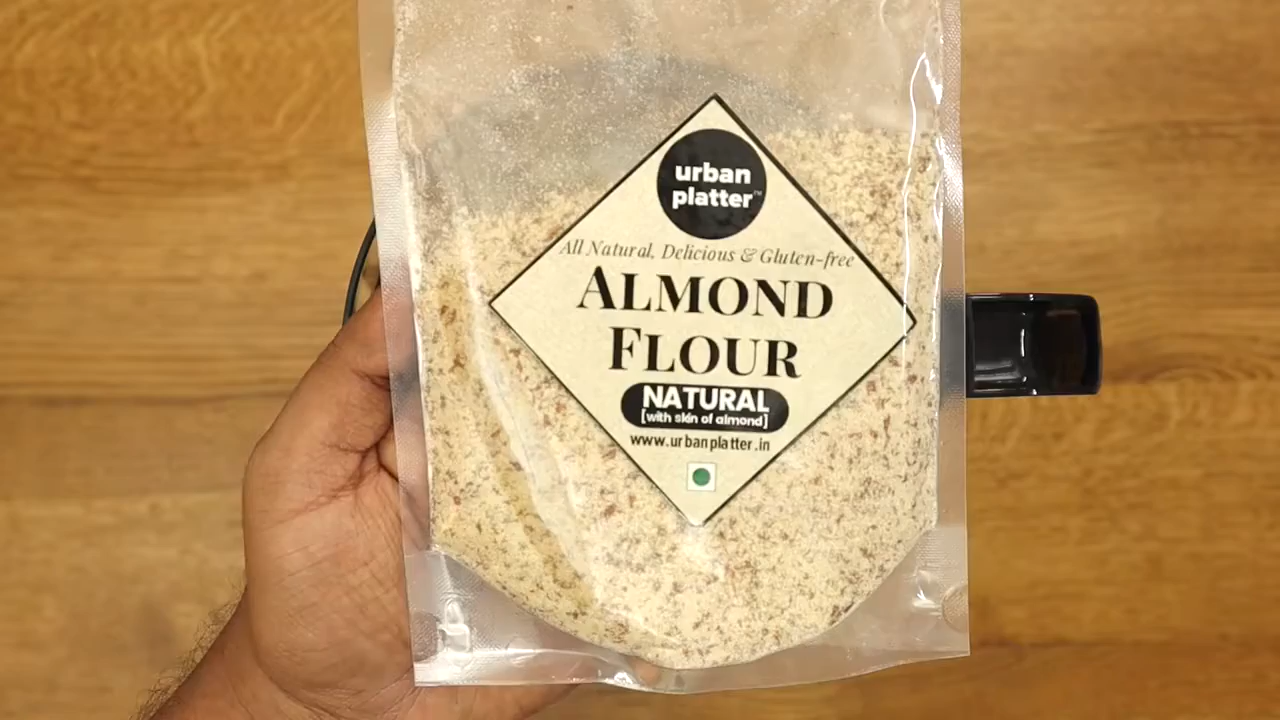 urban
platter™
All Natural, Delicious & Gluten-free
ALMOND
FLOUR
NATURAL
[with skin of almond]
www.urbanplatter.in